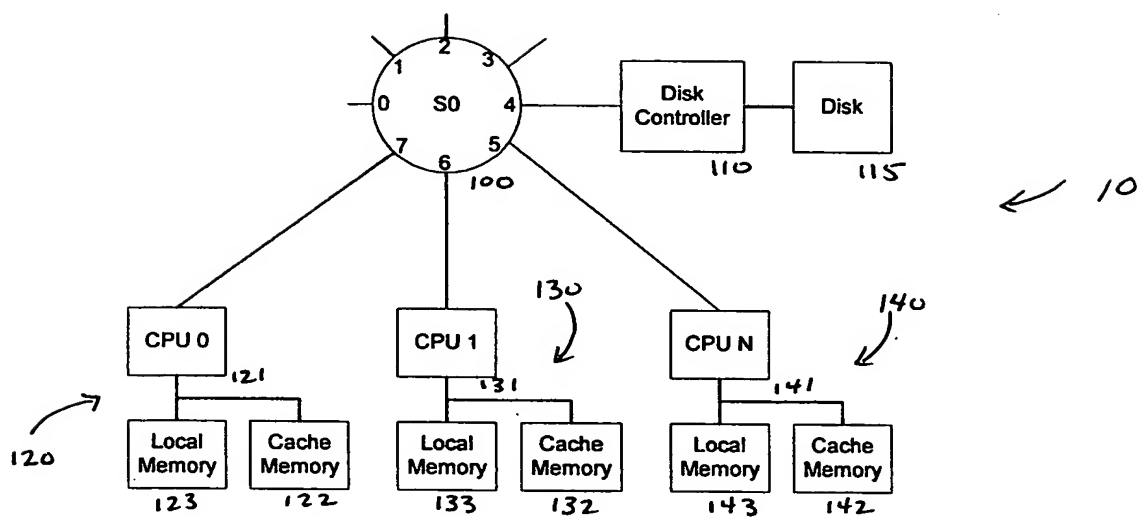 2
1
3
0
S0
4
7
5
6
100
Disk
Controller
110
Disk
115
10
130
140
CPU 0
CPU 1
CPU N
121
131
141
120
Local
Memory
123
Cache
Memory
122
Local
Memory
133
Cache
Memory
132
Local
Memory
143
Cache
Memory
142